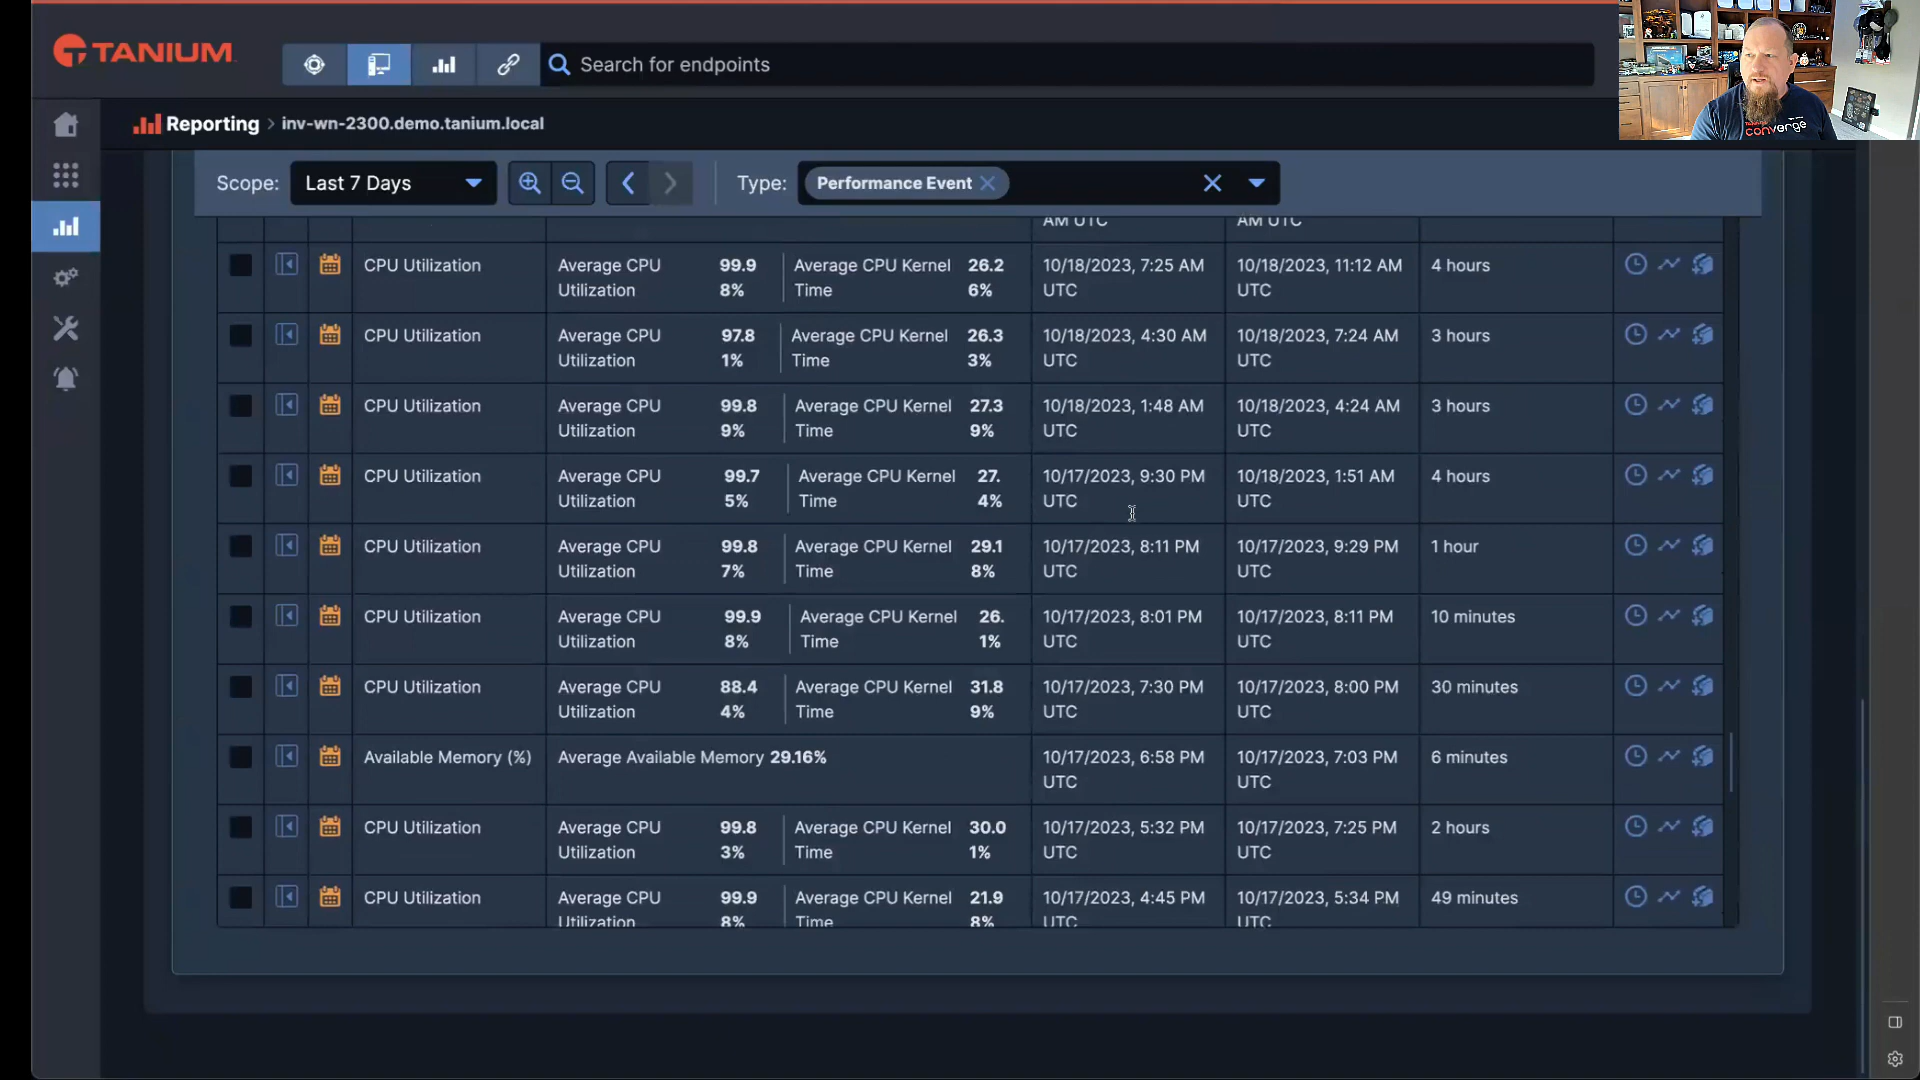 TANIUM
Search for endpoints
converge
Reporting > inv-wn-2300.demo.tanium.local
Scope: Last 7 Days Type: Performance Event
AM UTC AM UTC
CPU Utilization Average CPU 99.9 Average CPU Kernel 26.2 10/18/2023, 7:25 AM 10/18/2023, 11:12 AM 4 hours
Utilization 8% Time 6% UTC UTC
CPU Utilization Average CPU 97.8 Average CPU Kernel 26.3 10/18/2023, 4:30 AM 10/18/2023, 7:24 AM 3 hours
Utilization 1% Time 3% UTC UTC
CPU Utilization Average CPU 99.8 Average CPU Kernel 27.3 10/18/2023, 1:48 AM 10/18/2023, 4:24 AM 3 hours
Utilization 9% Time 9% UTC UTC
CPU Utilization Average CPU 99.7 Average CPU Kernel 27. 10/17/2023, 9:30 PM 10/18/2023, 1:51 AM 4 hours
Utilization 5% Time 4% UTC UTC
CPU Utilization Average CPU 99.8 Average CPU Kernel 29.1 10/17/2023, 8:11 PM 10/17/2023, 9:29 PM 1 hour
Utilization 7% Time 8% UTC UTC
CPU Utilization Average CPU 99.9 Average CPU Kernel 26. 10/17/2023, 8:01 PM 10/17/2023, 8:11 PM 10 minutes
Utilization 8% Time 1% UTC UTC
CPU Utilization Average CPU 88.4 Average CPU Kernel 31.8 10/17/2023, 7:30 PM 10/17/2023, 8:00 PM 30 minutes
Utilization 4% Time 9% UTC UTC
Available Memory (%) Average Available Memory 29.16% 10/17/2023, 6:58 PM 10/17/2023, 7:03 PM 6 minutes
UTC UTC
CPU Utilization Average CPU 99.8 Average CPU Kernel 30.0 10/17/2023, 5:32 PM 10/17/2023, 7:25 PM 2 hours
Utilization 3% Time 1% UTC UTC
CPU Utilization Average CPU 99.9 Average CPU Kernel 21.9 10/17/2023, 4:45 PM 10/17/2023, 5:34 PM 49 minutes
Utilization 8% Time 8% UTC UTC